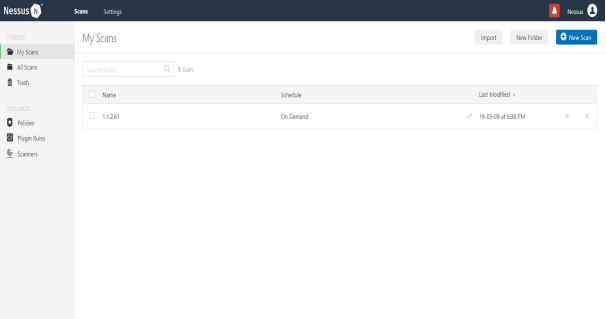 Nessus N
Scans
Settings
Nessus
FOLDERS
My Scans
All Scans
Trash
RESOURCES
Policies
Plugin Rules
Scanners
My Scans
Import
New Folder
New Scan
Search Scans
1 Scan
Name
Schedule
Last Modified
1.1.2.61
On Demand
19-03-09 at 6:36 PM